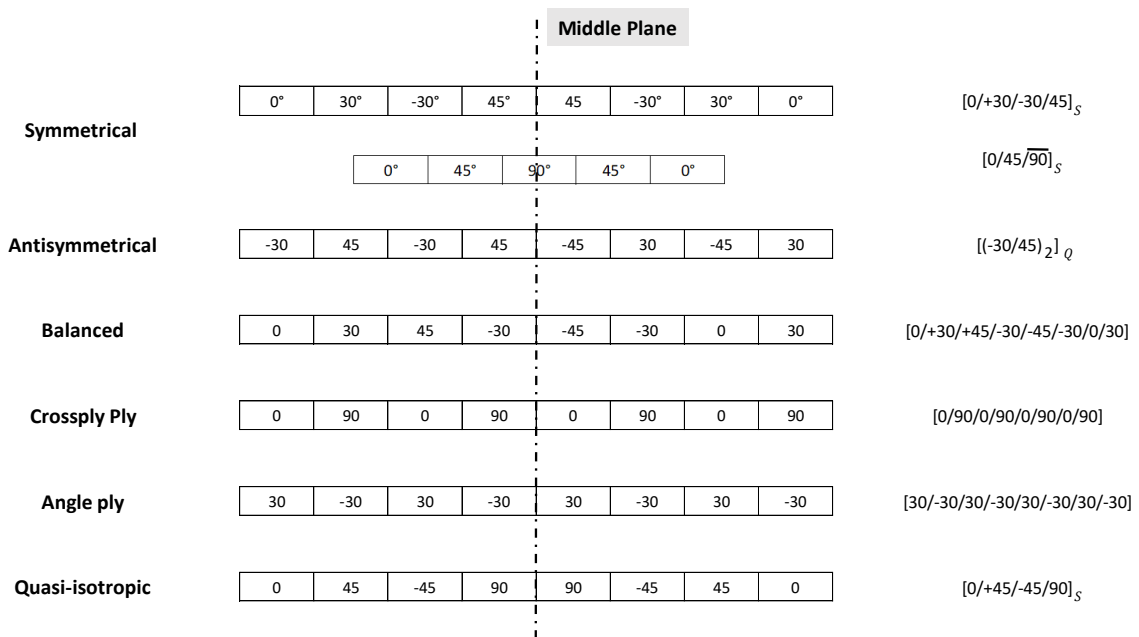 Middle Plane
0° 30° -30° 45° 45 -30° 30° 0° [0/+30/-30/45]S
Symmetrical
0° 45° 90° 45° 0° [0/45/9̅0̅]S
Antisymmetrical -30 45 -30 45 -45 30 -45 30 [(-30/45)2]Q
Balanced 0 30 45 -30 -45 -30 0 30 [0/+30/+45/-30/-45/-30/0/30]
Crossply Ply 0 90 0 90 0 90 0 90 [0/90/0/90/0/90/0/90]
Angle ply 30 -30 30 -30 30 -30 30 -30 [30/-30/30/-30/30/-30/30/-30]
Quasi-isotropic 0 45 -45 90 90 -45 45 0 [0/+45/-45/90]S